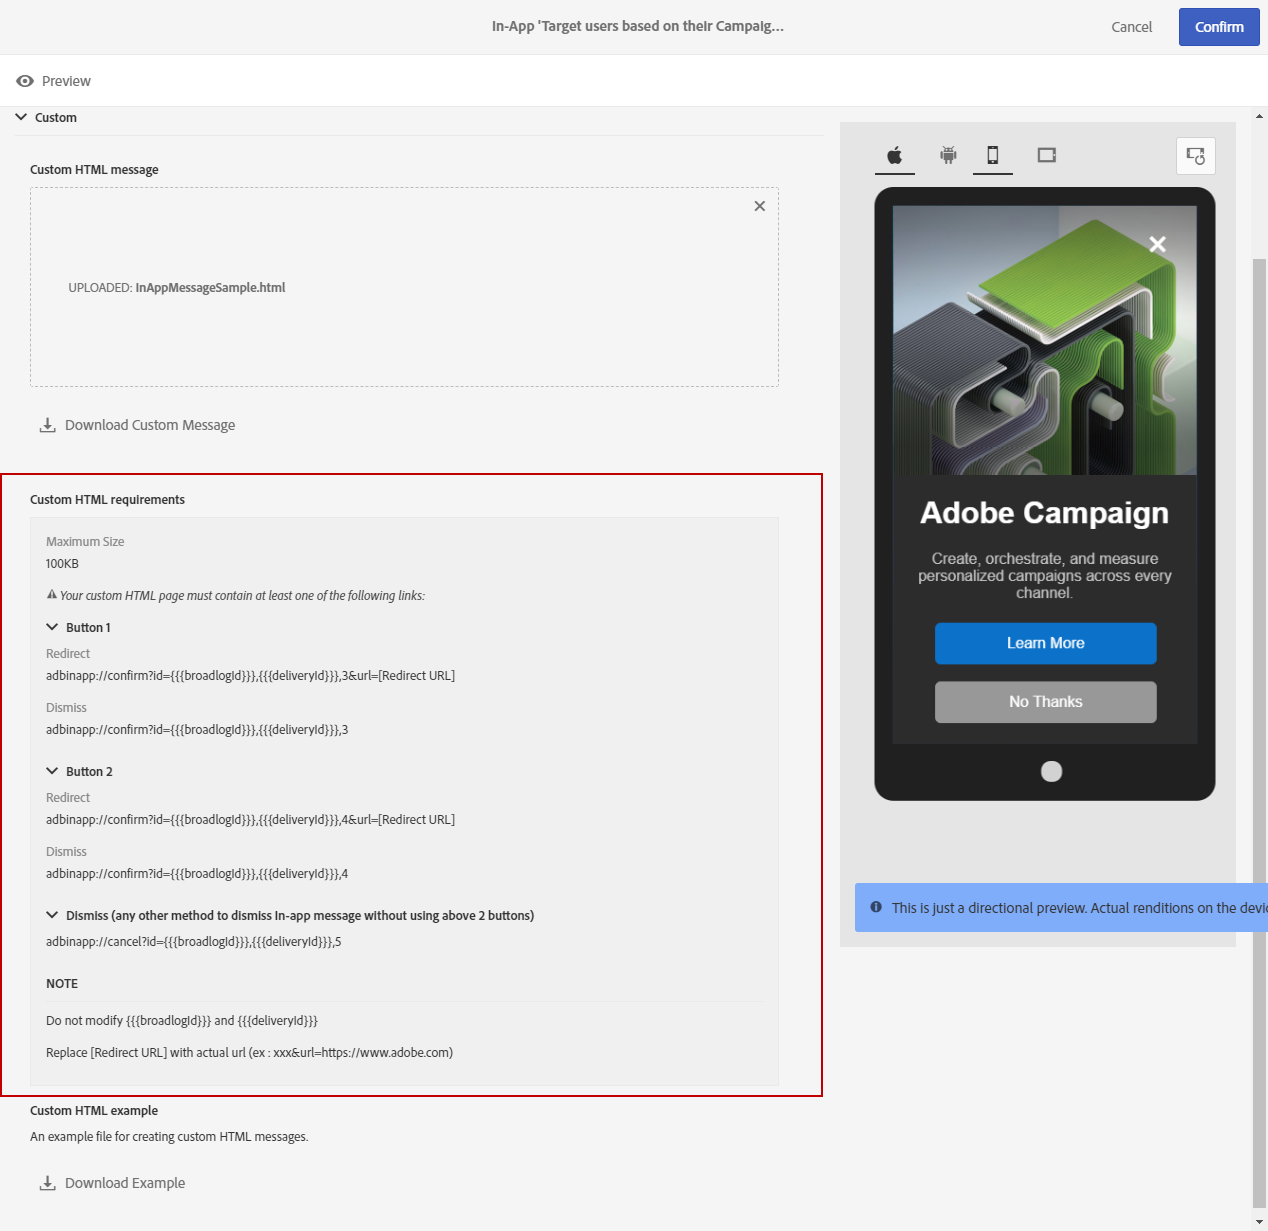 In-App 'Target users based on their Campaig...
Cancel
Confirm
Preview
Custom
Custom HTML message
UPLOADED: InAppMessageSample.html
Download Custom Message
Custom HTML requirements
Maximum Size
100KB
Your custom HTML page must contain at least one of the following links:
Button 1
Redirect
adbinapp://confirm?id={{{broadlogId}}},{{{deliveryId}}},3&url=[Redirect URL]
Dismiss
adbinapp://confirm?id={{{broadlogId}}},{{{deliveryId}}},3
Button 2
Redirect
adbinapp://confirm?id={{{broadlogId}}},{{{deliveryId}}},4&url=[Redirect URL]
Dismiss
adbinapp://confirm?id={{{broadlogId}}},{{{deliveryId}}},4
Dismiss (any other method to dismiss In-app message without using above 2 buttons)
adbinapp://cancel?id={{{broadlogId}}},{{{deliveryId}}},5
NOTE
Do not modify {{{broadlogId}}} and {{{deliveryId}}}
Replace [Redirect URL] with actual url (ex : xxx&url=https://www.adobe.com)
Custom HTML example
An example file for creating custom HTML messages.
Download Example
Adobe Campaign
Create, orchestrate, and measure
personalized campaigns across every
channel.
Learn More
No Thanks
This is just a directional preview. Actual renditions on the devi